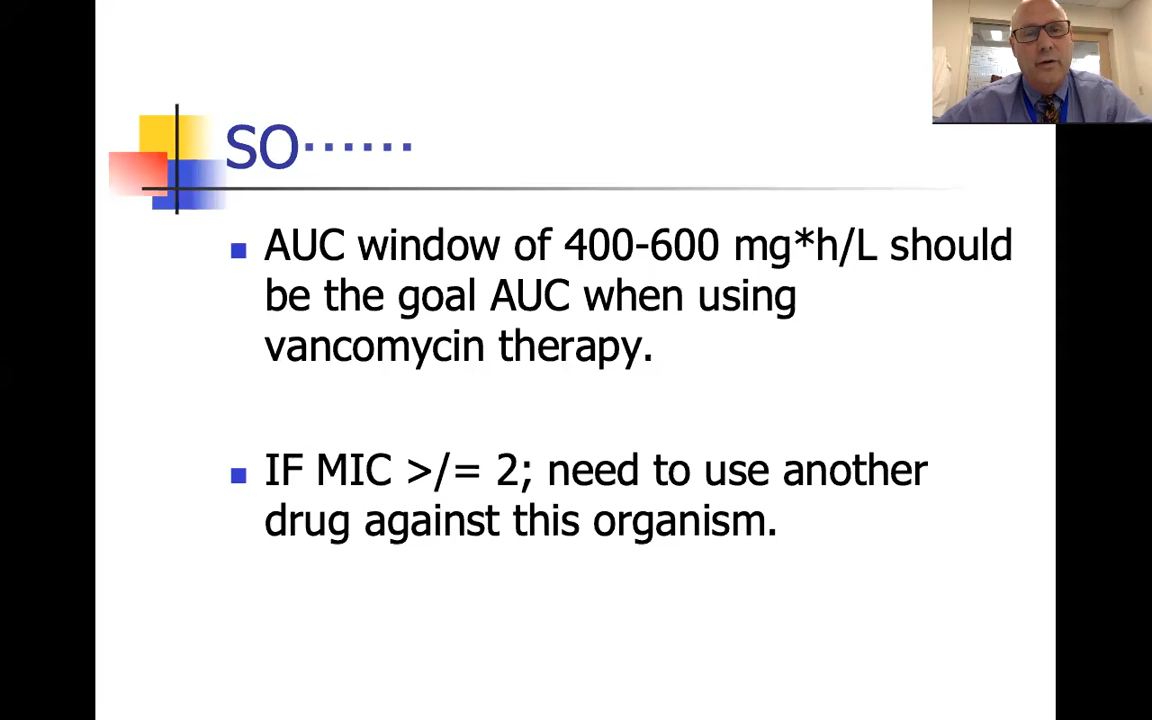 SO······
AUC window of 400-600 mg*h/L should
be the goal AUC when using
vancomycin therapy.
IF MIC >/= 2; need to use another
drug against this organism.